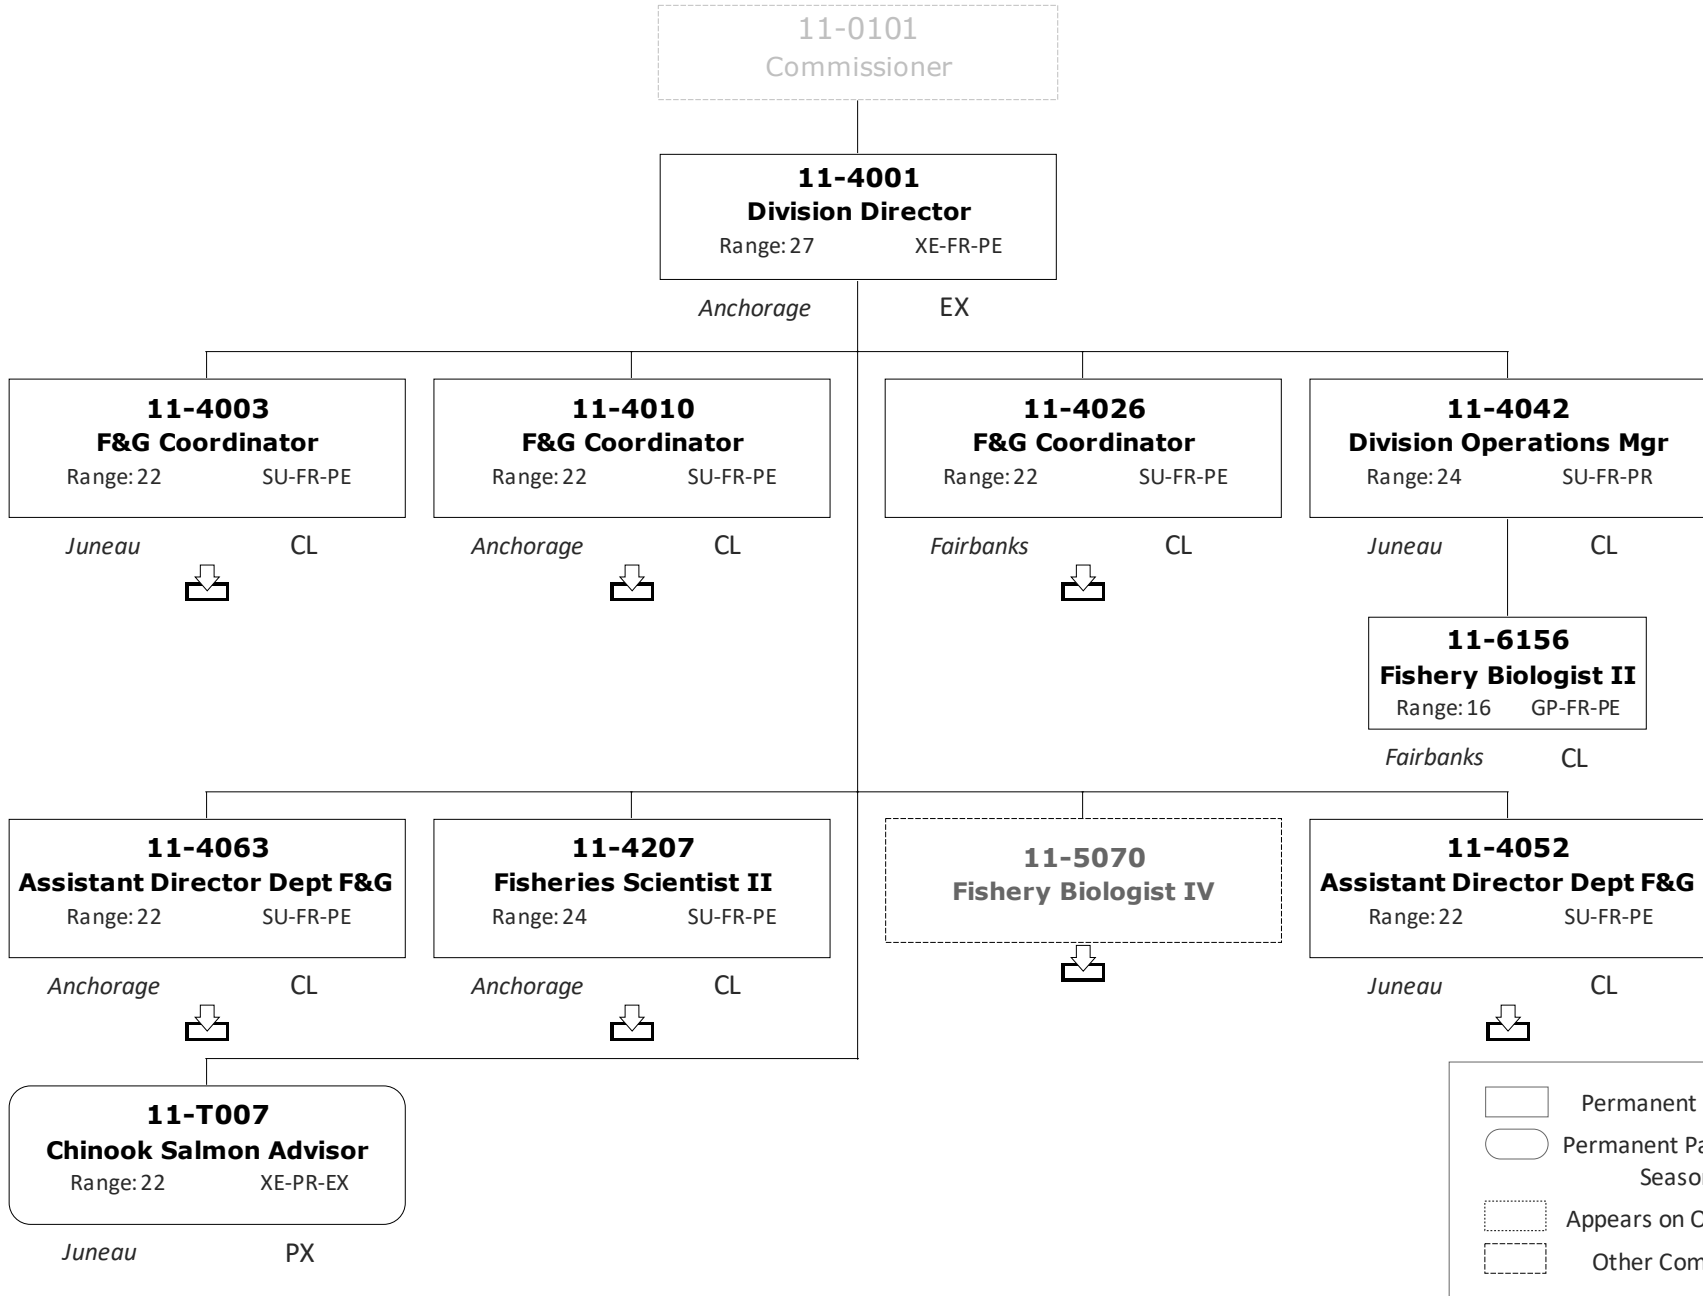 11-0101
Commissioner
11-4001
Division Director
Range: 27 XE-FR-PE
Anchorage EX
11-4003
F&G Coordinator
Range: 22 SU-FR-PE
Juneau CL
11-4010
F&G Coordinator
Range: 22 SU-FR-PE
Anchorage CL
11-4026
F&G Coordinator
Range: 22 SU-FR-PE
Fairbanks CL
11-4042
Division Operations Mgr
Range: 24 SU-FR-PR
Juneau CL
11-6156
Fishery Biologist II
Range: 16 GP-FR-PE
Fairbanks CL
11-4063
Assistant Director Dept F&G
Range: 22 SU-FR-PE
Anchorage CL
11-4207
Fisheries Scientist II
Range: 24 SU-FR-PE
Anchorage CL
11-5070
Fishery Biologist IV
11-4052
Assistant Director Dept F&G
Range: 22 SU-FR-PE
Juneau CL
11-T007
Chinook Salmon Advisor
Range: 22 XE-PR-EX
Juneau PX
Permanent
Permanent
Appears on
Other